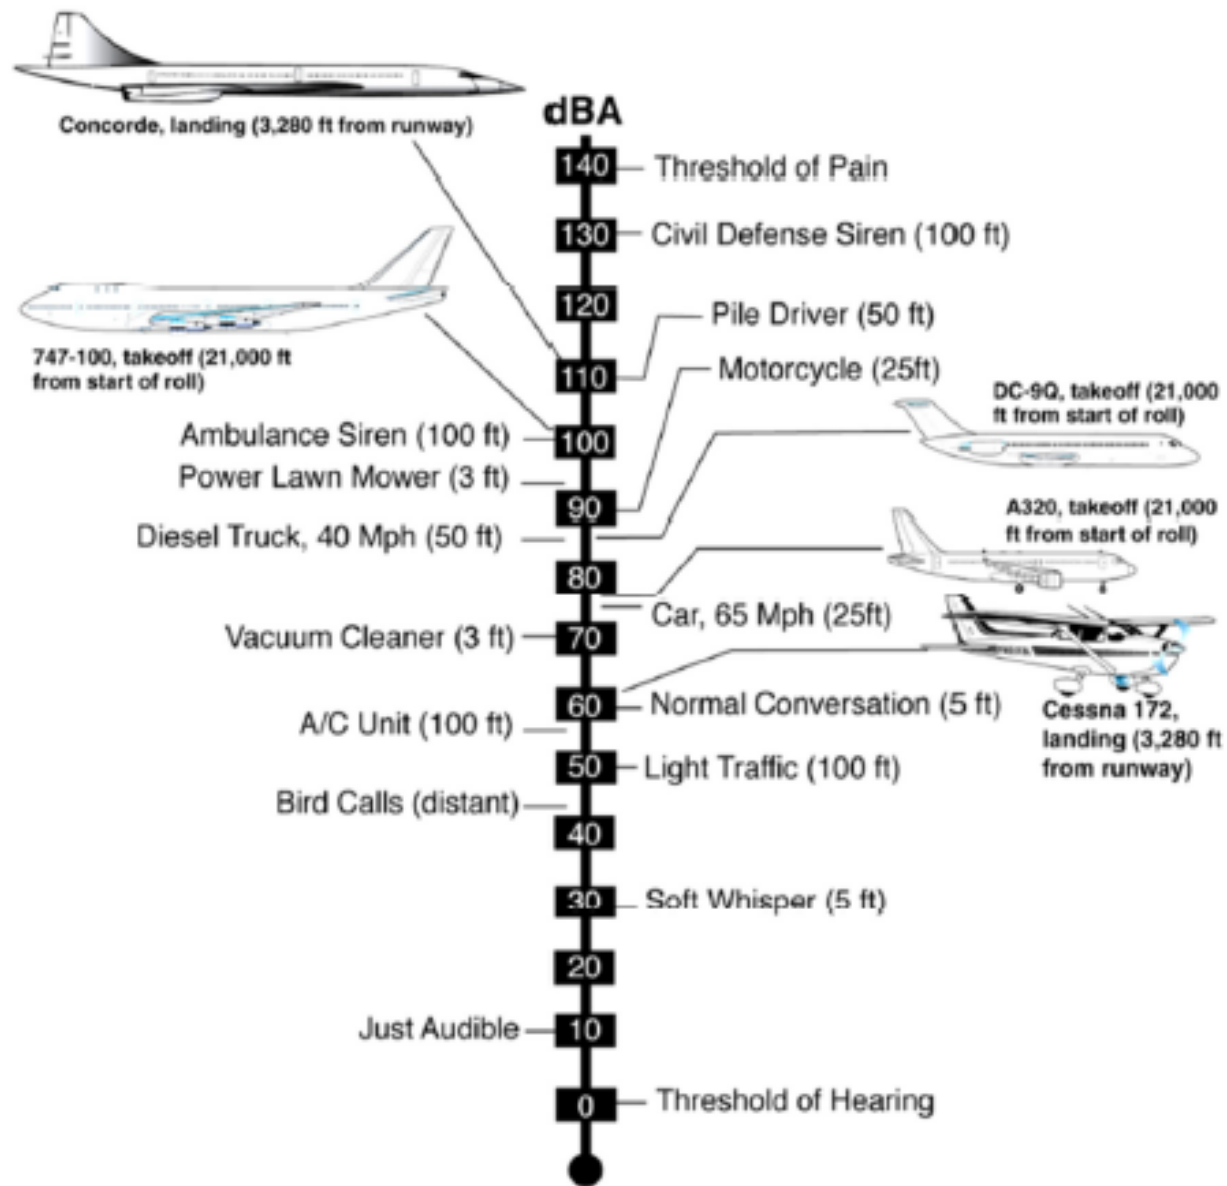 Concorde, landing (3,280 ft from runway)
dBA
140
Threshold of Pain
130
Civil Defense Siren (100 ft)
120
Pile Driver (50 ft)
747-100, takeoff (21,000 ft
from start of roll)
110
Motorcycle (25ft)
DC-9Q, takeoff (21,000
ft from start of roll)
Ambulance Siren (100 ft)
100
Power Lawn Mower (3 ft)
90
A320, takeoff (21,000
ft from start of roll)
Diesel Truck, 40 Mph (50 ft)
80
Car, 65 Mph (25ft)
Vacuum Cleaner (3 ft)
70
60
Normal Conversation (5 ft)
Cessna 172,
landing (3,280 ft
from runway)
A/C Unit (100 ft)
50
Light Traffic (100 ft)
Bird Calls (distant)
40
30
Soft Whisper (5 ft)
20
Just Audible
10
0
Threshold of Hearing